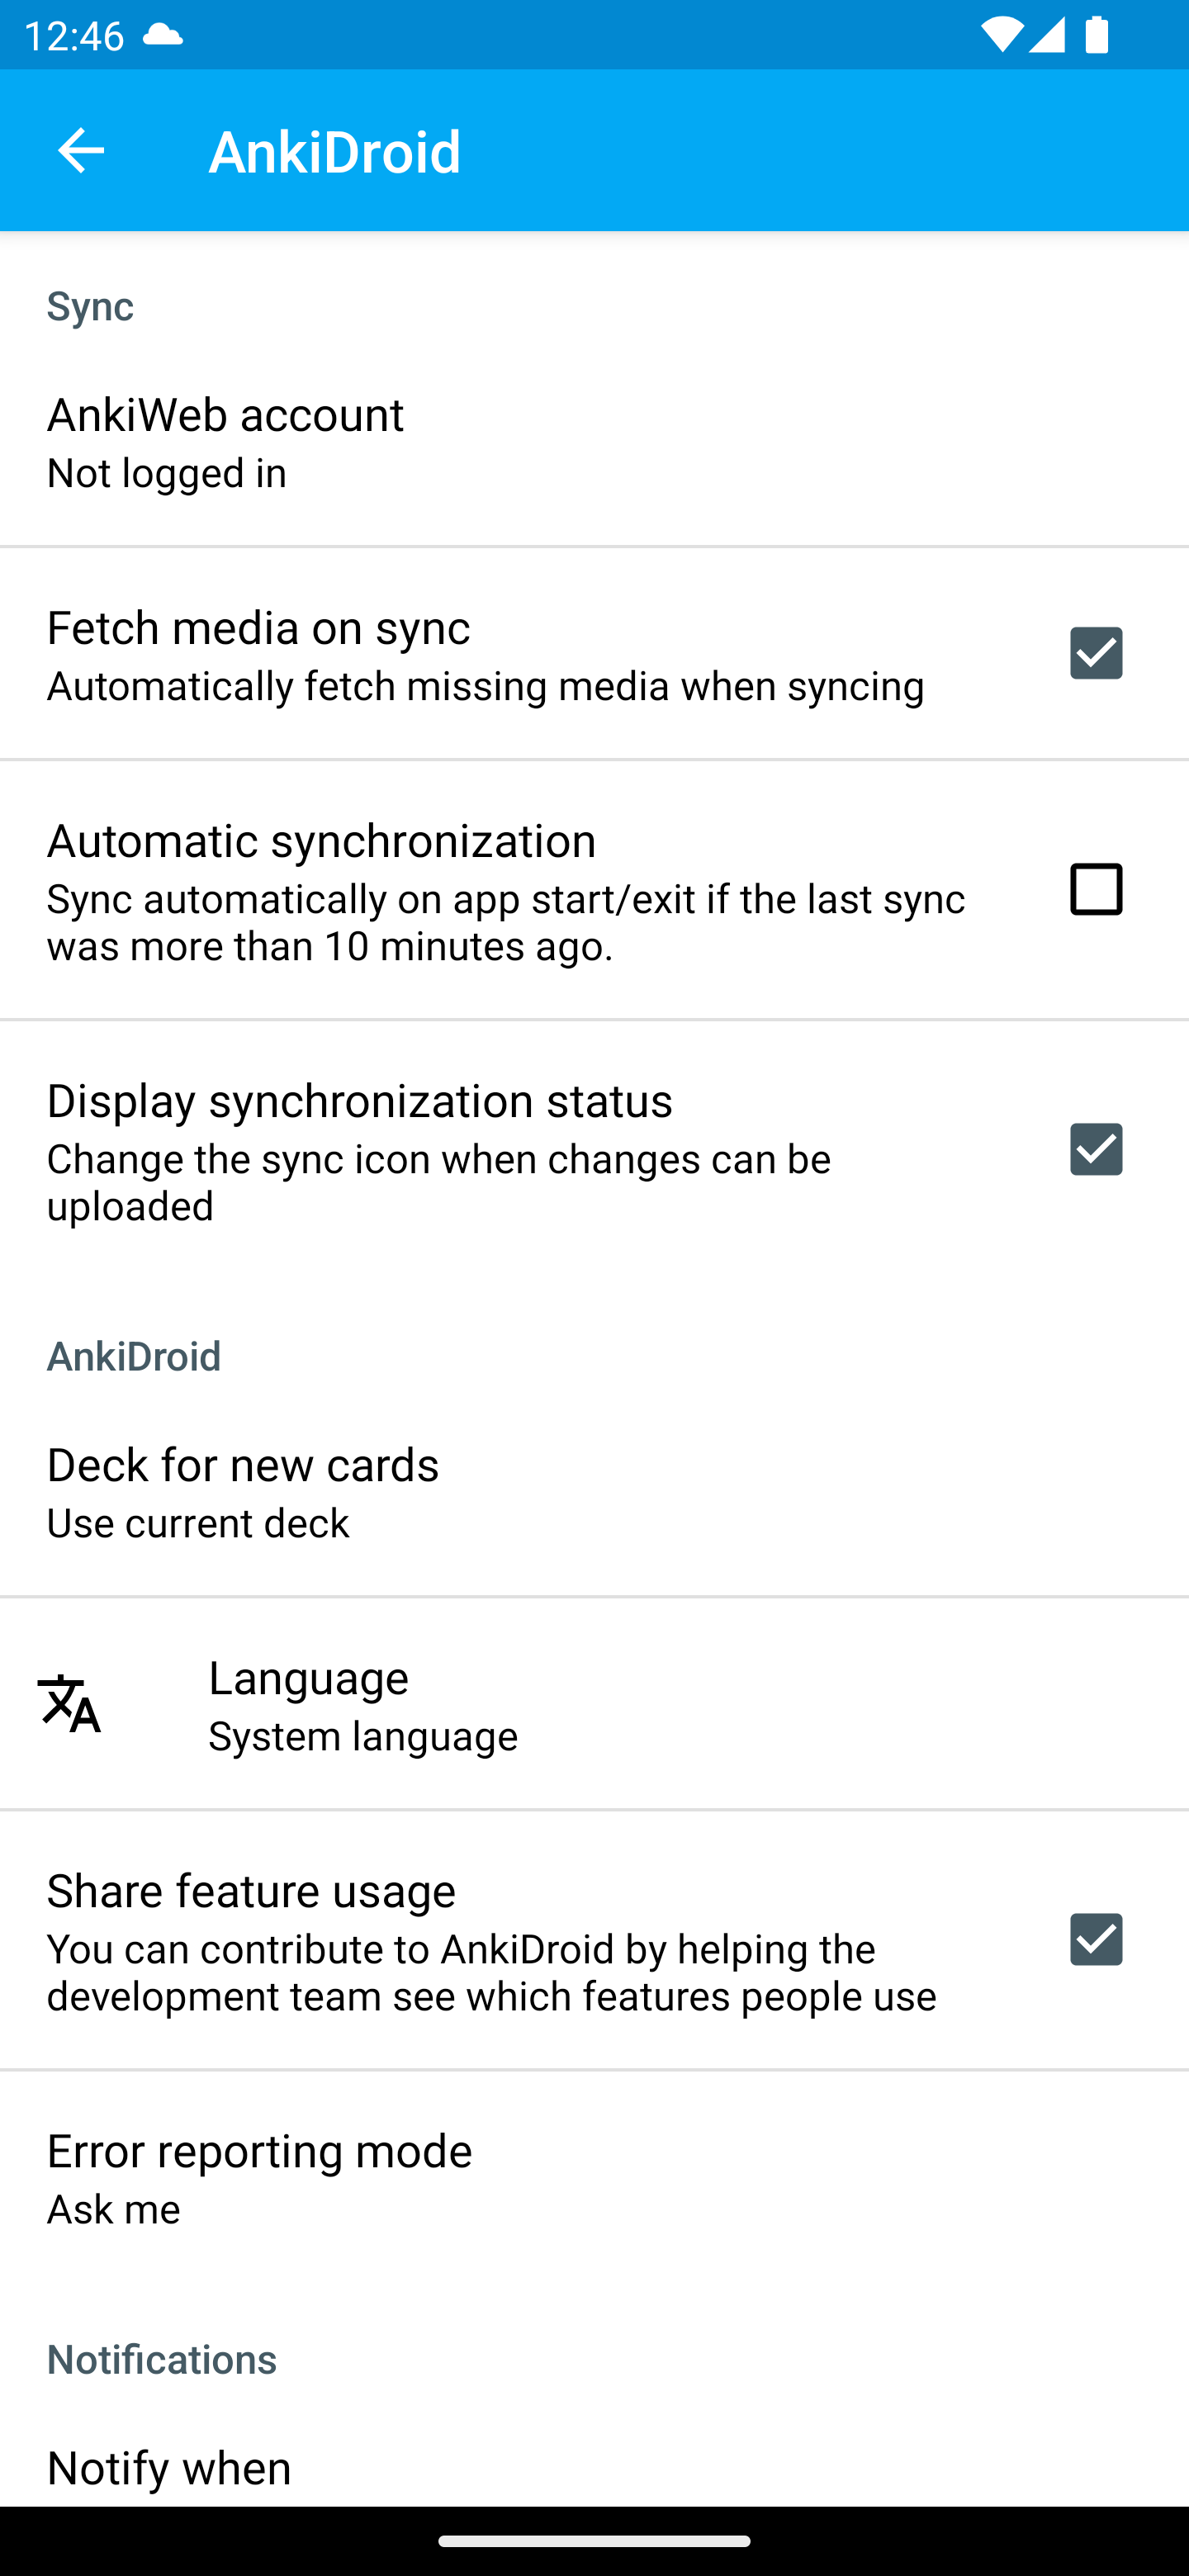 12:46
AnkiDroid
Sync
AnkiWeb account
Not logged in
Fetch media on sync
Automatically fetch missing media when syncing
Automatic synchronization
Sync automatically on app start/exit if the last sync
was more than 10 minutes ago.
Display synchronization status
Change the sync icon when changes can be
uploaded
AnkiDroid
Deck for new cards
Use current deck
Language
System language
Share feature usage
You can contribute to AnkiDroid by helping the
development team see which features people use
Error reporting mode
Ask me
Notifications
Notify when